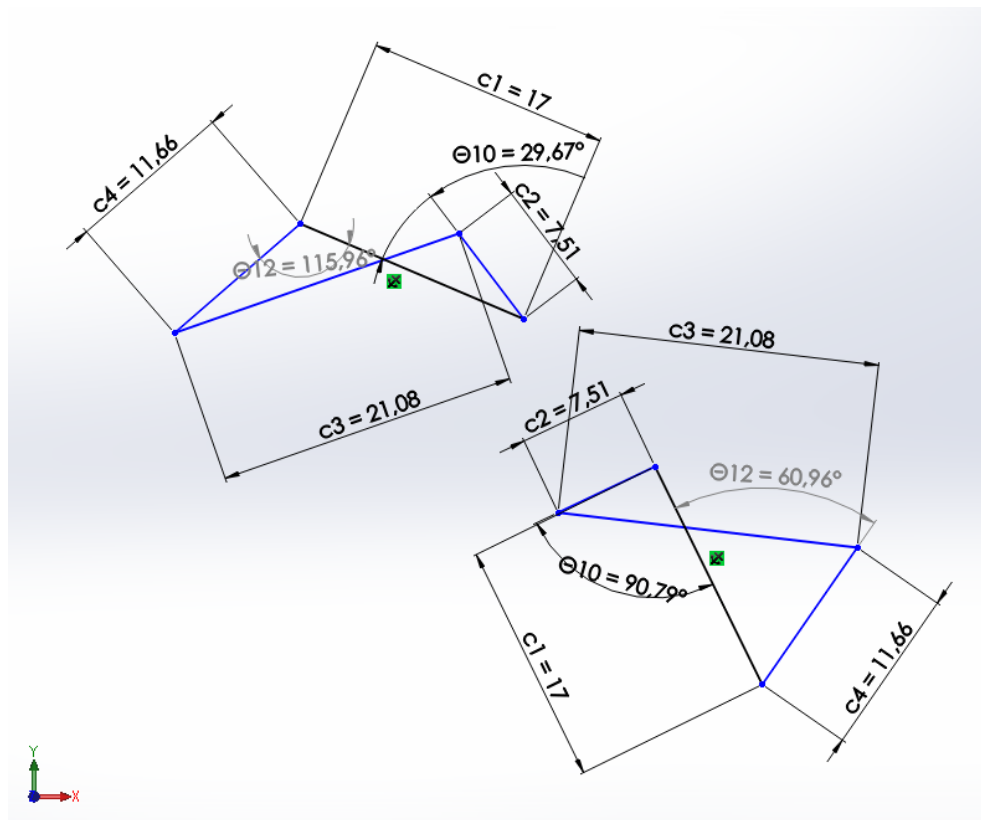 c1 = 17
c4 = 11,66
Θ10 = 29,67°
c2 = 7,51
Θ12 = 115,96°
c3 = 21,08
c3 = 21,08
c2 = 7,51
Θ12 = 60,96°
Θ10 = 90,79°
c1 = 17
c4 = 11,66
Y
X